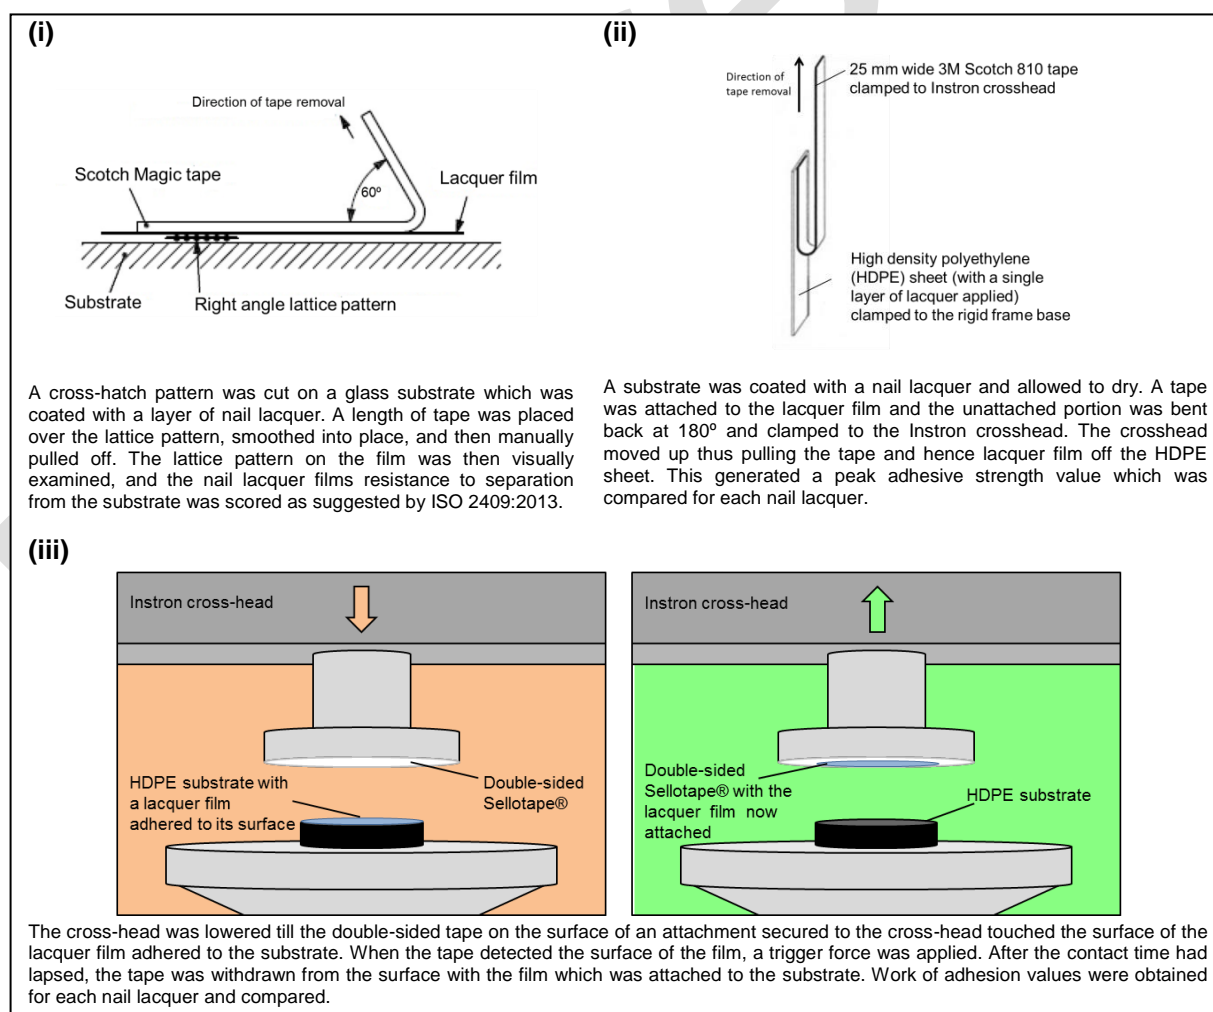 (i)
Direction of tape removal
Scotch Magic tape
60º
Lacquer film
Substrate
Right angle lattice pattern
A cross-hatch pattern was cut on a glass substrate which was
coated with a layer of nail lacquer. A length of tape was placed
over the lattice pattern, smoothed into place, and then manually
pulled off. The lattice pattern on the film was then visually
examined, and the nail lacquer films resistance to separation
from the substrate was scored as suggested by ISO 2409:2013.
(ii)
Direction of
tape removal
25 mm wide 3M Scotch 810 tape
clamped to Instron crosshead
High density polyethylene
(HDPE) sheet (with a single
layer of lacquer applied)
clamped to the rigid frame base
A substrate was coated with a nail lacquer and allowed to dry. A tape
was attached to the lacquer film and the unattached portion was bent
back at 180º and clamped to the Instron crosshead. The crosshead
moved up thus pulling the tape and hence lacquer film off the HDPE
sheet. This generated a peak adhesive strength value which was
compared for each nail lacquer.
(iii)
Instron cross-head
HDPE substrate with
a lacquer film
adhered to its surface
Double-sided
Sellotape®
Instron cross-head
Double-sided
Sellotape® with the
lacquer film now
attached
HDPE substrate
The cross-head was lowered till the double-sided tape on the surface of an attachment secured to the cross-head touched the surface of the
lacquer film adhered to the substrate. When the tape detected the surface of the film, a trigger force was applied. After the contact time had
lapsed, the tape was withdrawn from the surface with the film which was attached to the substrate. Work of adhesion values were obtained
for each nail lacquer and compared.